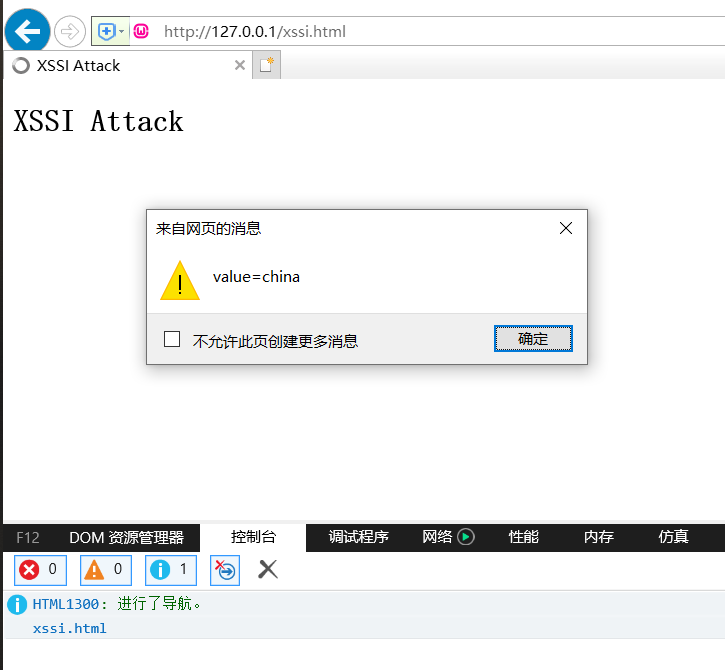 http://127.0.0.1/xssi.html
XSSI Attack
XSSI Attack
来自网页的消息
value=china
不允许此页创建更多消息
确定
F12 DOM 资源管理器 控制台 调试程序 网络 性能 内存 仿真
0 0 1
HTML1300: 进行了导航。
xssi.html